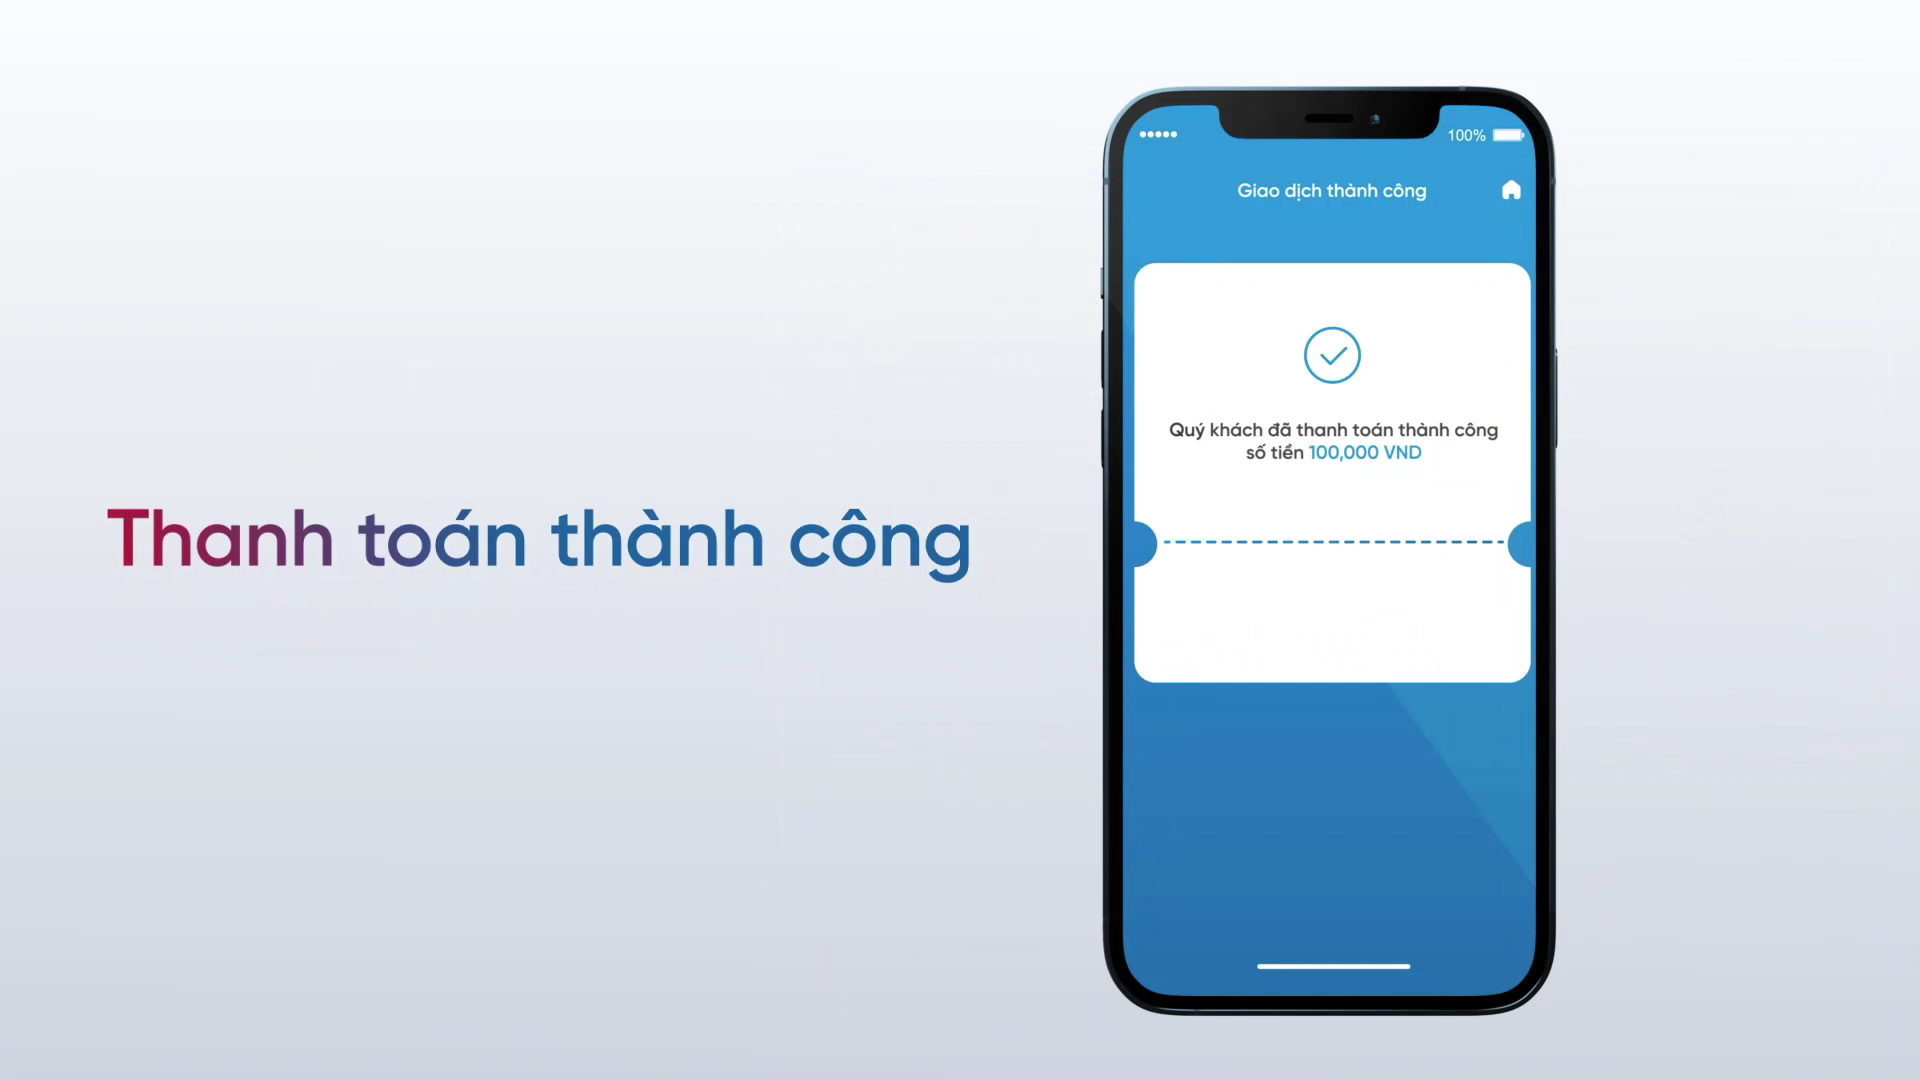 Thanh toán thành công
100%
Giao dịch thành công
Quý khách đã thanh toán thành công
số tiền 100,000 VND